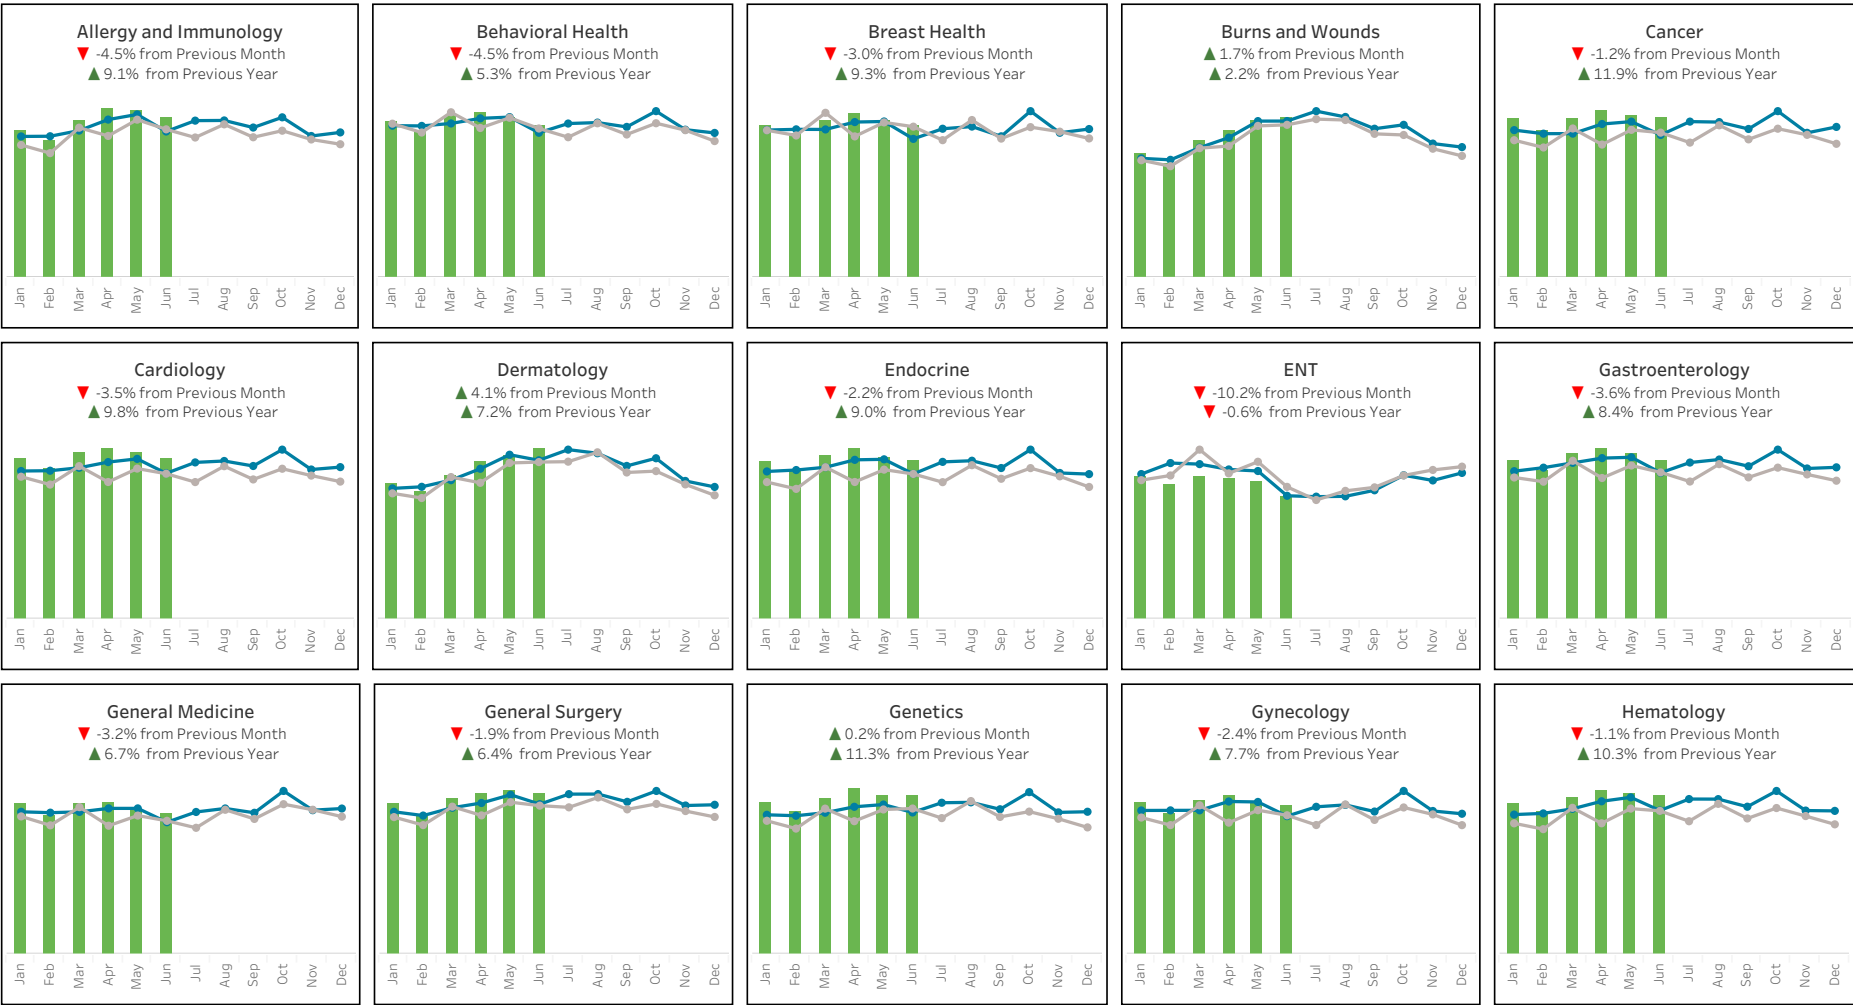 Allergy and Immunology
▼ -4.5% from Previous Month
▲ 9.1% from Previous Year
Jan Feb Mar Apr May Jun Jul Aug Sep Oct Nov Dec
Behavioral Health
▼ -4.5% from Previous Month
▲ 5.3% from Previous Year
Jan Feb Mar Apr May Jun Jul Aug Sep Oct Nov Dec
Breast Health
▼ -3.0% from Previous Month
▲ 9.3% from Previous Year
Jan Feb Mar Apr May Jun Jul Aug Sep Oct Nov Dec
Burns and Wounds
▲ 1.7% from Previous Month
▲ 2.2% from Previous Year
Jan Feb Mar Apr May Jun Jul Aug Sep Oct Nov Dec
Cancer
▼ -1.2% from Previous Month
▲ 11.9% from Previous Year
Jan Feb Mar Apr May Jun Jul Aug Sep Oct Nov Dec
Cardiology
▼ -3.5% from Previous Month
▲ 9.8% from Previous Year
Jan Feb Mar Apr May Jun Jul Aug Sep Oct Nov Dec
Dermatology
▲ 4.1% from Previous Month
▲ 7.2% from Previous Year
Jan Feb Mar Apr May Jun Jul Aug Sep Oct Nov Dec
Endocrine
▼ -2.2% from Previous Month
▲ 9.0% from Previous Year
Jan Feb Mar Apr May Jun Jul Aug Sep Oct Nov Dec
ENT
▼ -10.2% from Previous Month
▼ -0.6% from Previous Year
Jan Feb Mar Apr May Jun Jul Aug Sep Oct Nov Dec
Gastroenterology
▼ -3.6% from Previous Month
▲ 8.4% from Previous Year
Jan Feb Mar Apr May Jun Jul Aug Sep Oct Nov Dec
General Medicine
▼ -3.2% from Previous Month
▲ 6.7% from Previous Year
Jan Feb Mar Apr May Jun Jul Aug Sep Oct Nov Dec
General Surgery
▼ -1.9% from Previous Month
▲ 6.4% from Previous Year
Jan Feb Mar Apr May Jun Jul Aug Sep Oct Nov Dec
Genetics
▲ 0.2% from Previous Month
▲ 11.3% from Previous Year
Jan Feb Mar Apr May Jun Jul Aug Sep Oct Nov Dec
Gynecology
▼ -2.4% from Previous Month
▲ 7.7% from Previous Year
Jan Feb Mar Apr May Jun Jul Aug Sep Oct Nov Dec
Hematology
▼ -1.1% from Previous Month
▲ 10.3% from Previous Year
Jan Feb Mar Apr May Jun Jul Aug Sep Oct Nov Dec